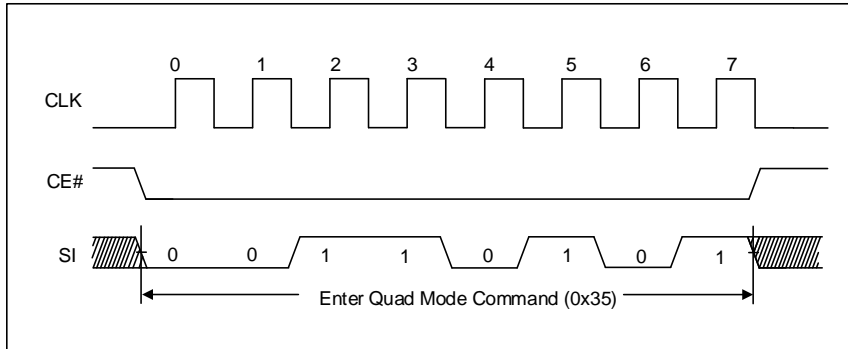 0 1 2 3 4 5 6 7
CLK
CE#
SI 0 0 1 1 0 1 0 1
Enter Quad Mode Command (0x35)